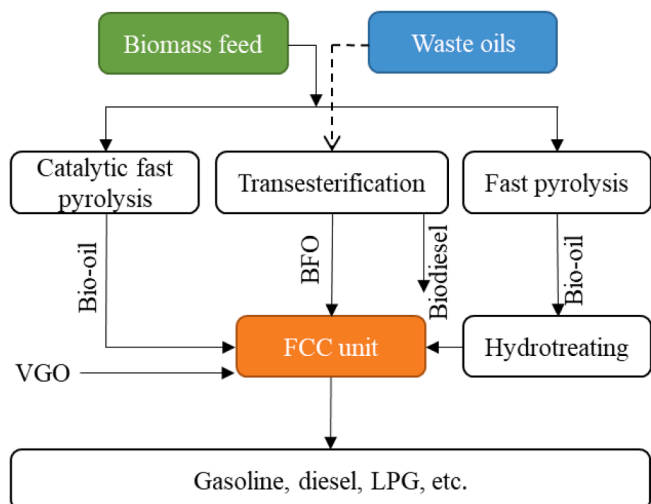 Biomass feed
Waste oils
Catalytic fast
pyrolysis
Transesterification
Fast pyrolysis
Bio-oil
BFO
Biodiesel
Bio-oil
FCC unit
Hydrotreating
VGO
Gasoline, diesel, LPG, etc.